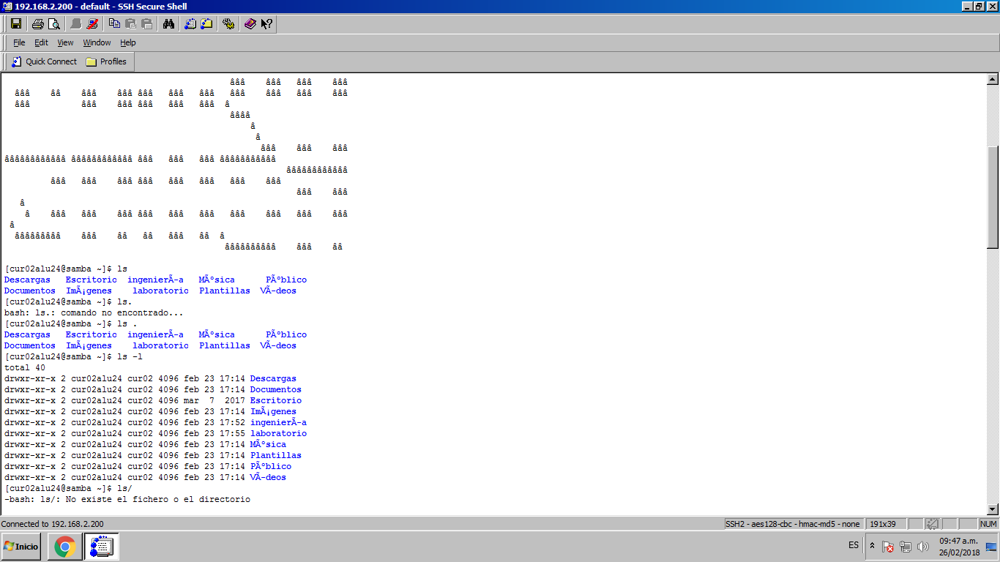 192.168.2.200 - default - SSH Secure Shell
File Edit View Window Help
Quick Connect Profiles
âââ âââ âââ âââ
âââ ââ âââ âââ âââ âââ âââ âââ âââ âââ âââ
âââ âââ âââ âââ âââ âââ â
ââââ
â
â
âââ âââ âââ
ââââââââââââ ââââââââââââ âââ âââ âââ âââââââââââ
ââââââââââââ
âââ âââ âââ âââ âââ âââ âââ âââ
âââ âââ
â
â âââ âââ âââ âââ âââ âââ âââ âââ âââ âââ
â
âââââââââ âââ ââ ââ âââ ââ â
ââââââââââ âââ ââ
[cur02alu24@samba ~]$ ls
Descargas Escritorio ingenierÃ-a MÃºsica PÃºblico
Documentos ImÃ¡genes laboratorio Plantillas VÃ-deos
[cur02alu24@samba ~]$ ls.
bash: ls.: comando no encontrado...
[cur02alu24@samba ~]$ ls .
Descargas Escritorio ingenierÃ-a MÃºsica PÃºblico
Documentos ImÃ¡genes laboratorio Plantillas VÃ-deos
[cur02alu24@samba ~]$ ls -l
total 40
drwxr-xr-x 2 cur02alu24 cur02 4096 feb 23 17:14 Descargas
drwxr-xr-x 2 cur02alu24 cur02 4096 feb 23 17:14 Documentos
drwxr-xr-x 2 cur02alu24 cur02 4096 mar 7 2017 Escritorio
drwxr-xr-x 2 cur02alu24 cur02 4096 feb 23 17:14 ImÃ¡genes
drwxr-xr-x 2 cur02alu24 cur02 4096 feb 23 17:52 ingenierÃ-a
drwxr-xr-x 2 cur02alu24 cur02 4096 feb 23 17:55 laboratorio
drwxr-xr-x 2 cur02alu24 cur02 4096 feb 23 17:14 MÃºsica
drwxr-xr-x 2 cur02alu24 cur02 4096 feb 23 17:14 Plantillas
drwxr-xr-x 2 cur02alu24 cur02 4096 feb 23 17:14 PÃºblico
drwxr-xr-x 2 cur02alu24 cur02 4096 feb 23 17:14 VÃ-deos
[cur02alu24@samba ~]$ ls/
-bash: ls/: No existe el fichero o el directorio
Connected to 192.168.2.200 SSH2 - aes128-cbc - hmac-md5 - none 191x39 NUM
Inicio ES 09:47 a.m.
26/02/2018